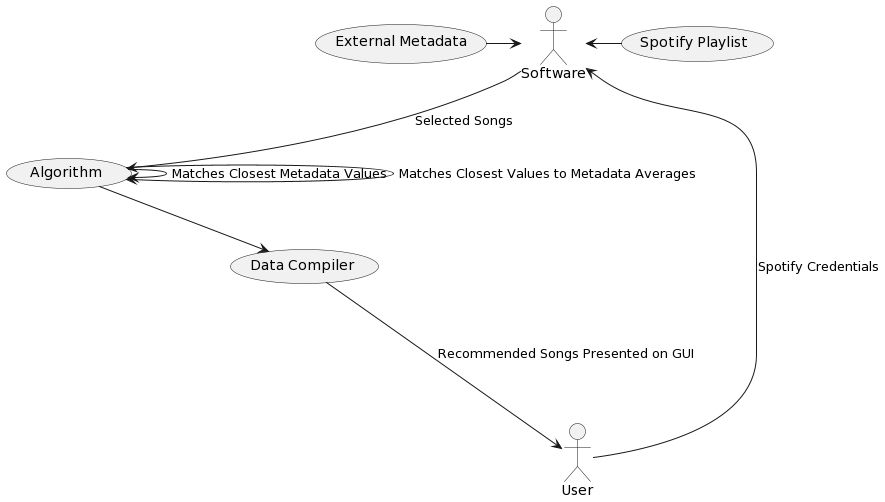 External Metadata
Spotify Playlist
Software
Selected Songs
Algorithm
Matches Closest Metadata Values
Matches Closest Values to Metadata Averages
Data Compiler
Spotify Credentials
Recommended Songs Presented on GUI
User